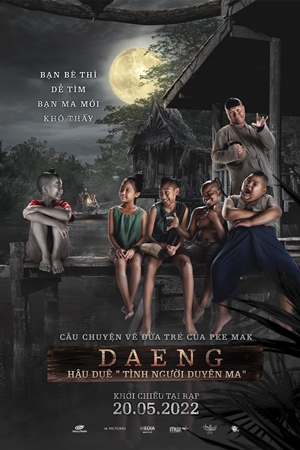 BẠN BÈ THÌ
DỄ TÌM
BẠN MA MỚI
KHÓ THẤY
CÂU CHUYỆN VỀ ĐỨA TRẺ CỦA PEE MAK
DAENG
HẬU DUỆ " TÌNH NGƯỜI DUYÊN MA"
KHỞI CHIẾU TẠI RẠP
20.05.2022